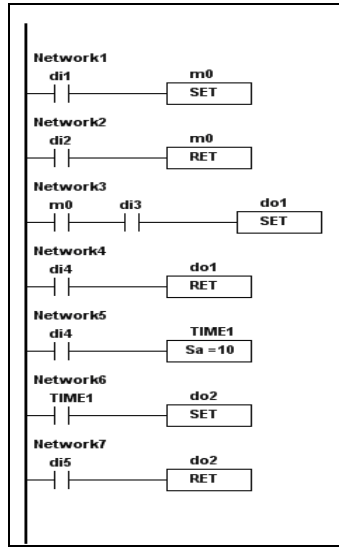 Network1
di1 m0
SET
Network2
di2 m0
RET
Network3
m0 di3 do1
SET
Network4
di4 do1
RET
Network5
di4 TIME1
Sa =10
Network6
TIME1 do2
SET
Network7
di5 do2
RET